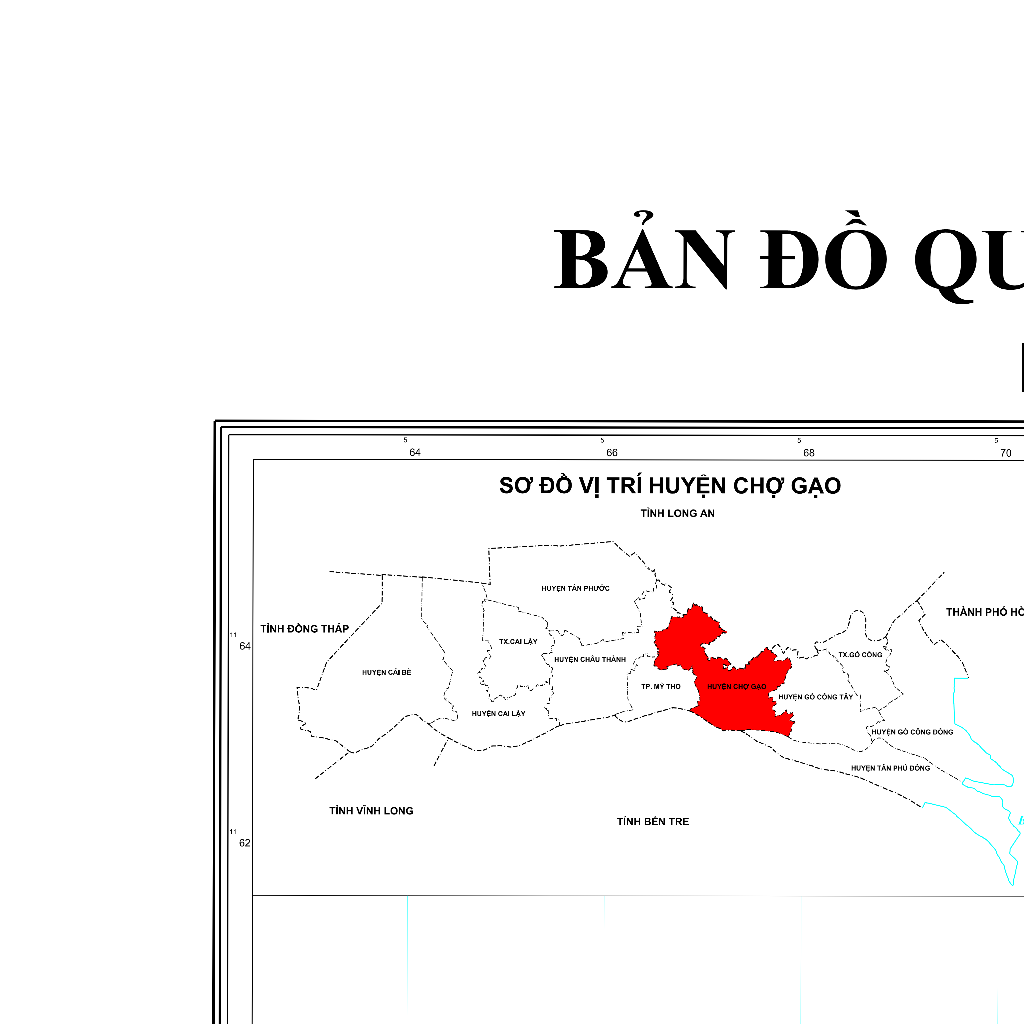 BẢN ĐỒ
5 5 5 5
64 66 68 70
SƠ ĐỒ VỊ TRÍ HUYỆN CHỢ GẠO
TỈNH LONG AN
HUYỆN TÂN PHƯỚC
THÀNH PHỐ
TỈNH ĐỒNG THÁP
11
64
TX.CAI LẬY
TX.GÒ CÔNG
HUYỆN CHÂU THÀNH
HUYỆN CÁI BÈ
TP. MỸ THO
HUYỆN CHỢ GẠO
HUYỆN GÒ CÔNG TÂY
HUYỆN CAI LẬY
HUYỆN GÒ CÔNG ĐÔNG
HUYỆN TÂN PHÚ ĐÔNG
TỈNH VĨNH LONG
TỈNH BẾN TRE
11
62